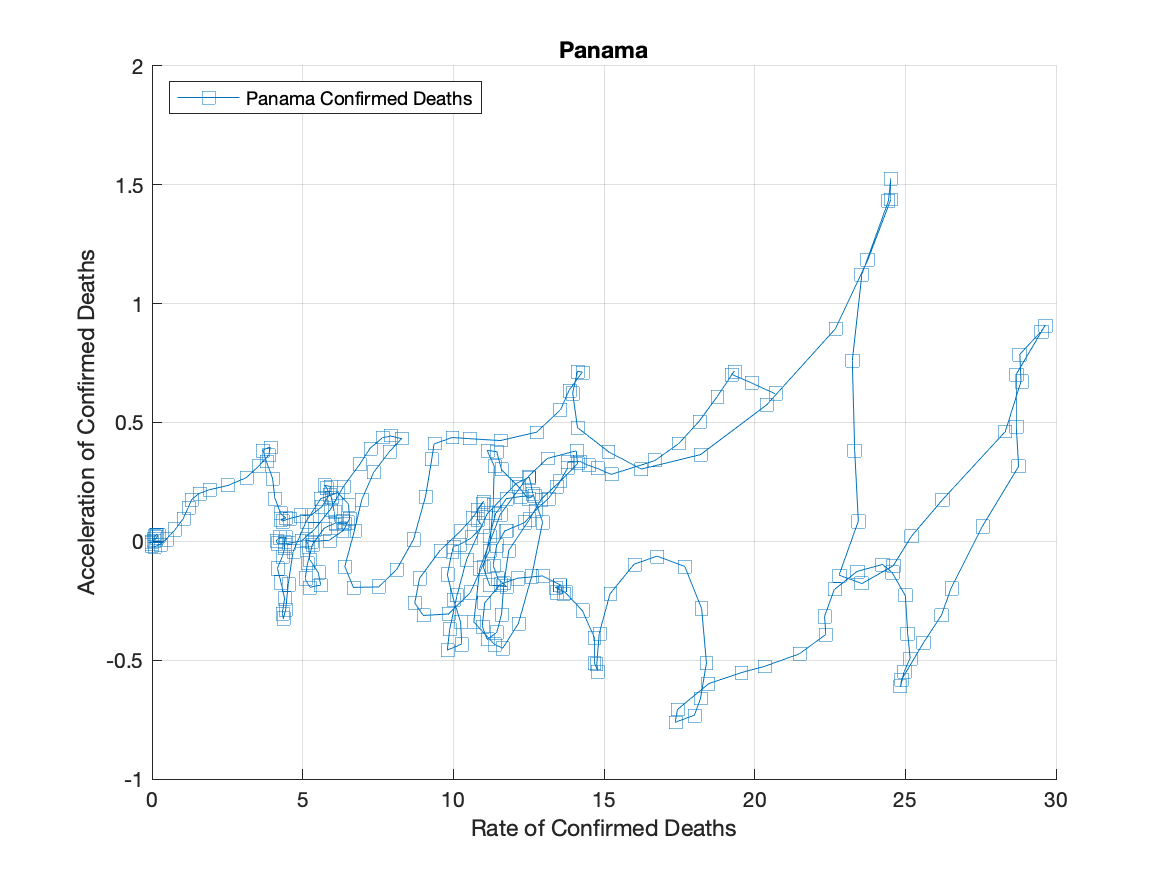 Panama
Panama Confirmed Deaths
Acceleration of Confirmed Deaths
2
1.5
1
0.5
0
-0.5
-1
0 5 10 15 20 25 30
Rate of Confirmed Deaths